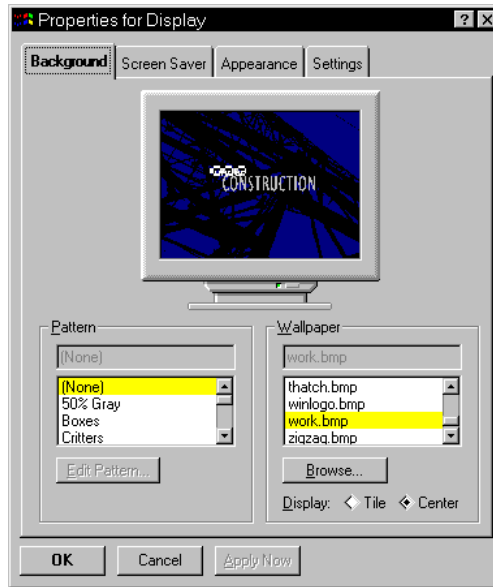 Properties for Display
Background Screen Saver Appearance Settings
CONSTRUCTION
Pattern
(None)
(None)
50% Gray
Boxes
Critters
Edit Pattern...
Wallpaper
work.bmp
thatch.bmp
winlogo.bmp
work.bmp
zigzag.bmp
Browse...
Display: Tile Center
OK Cancel Apply Now